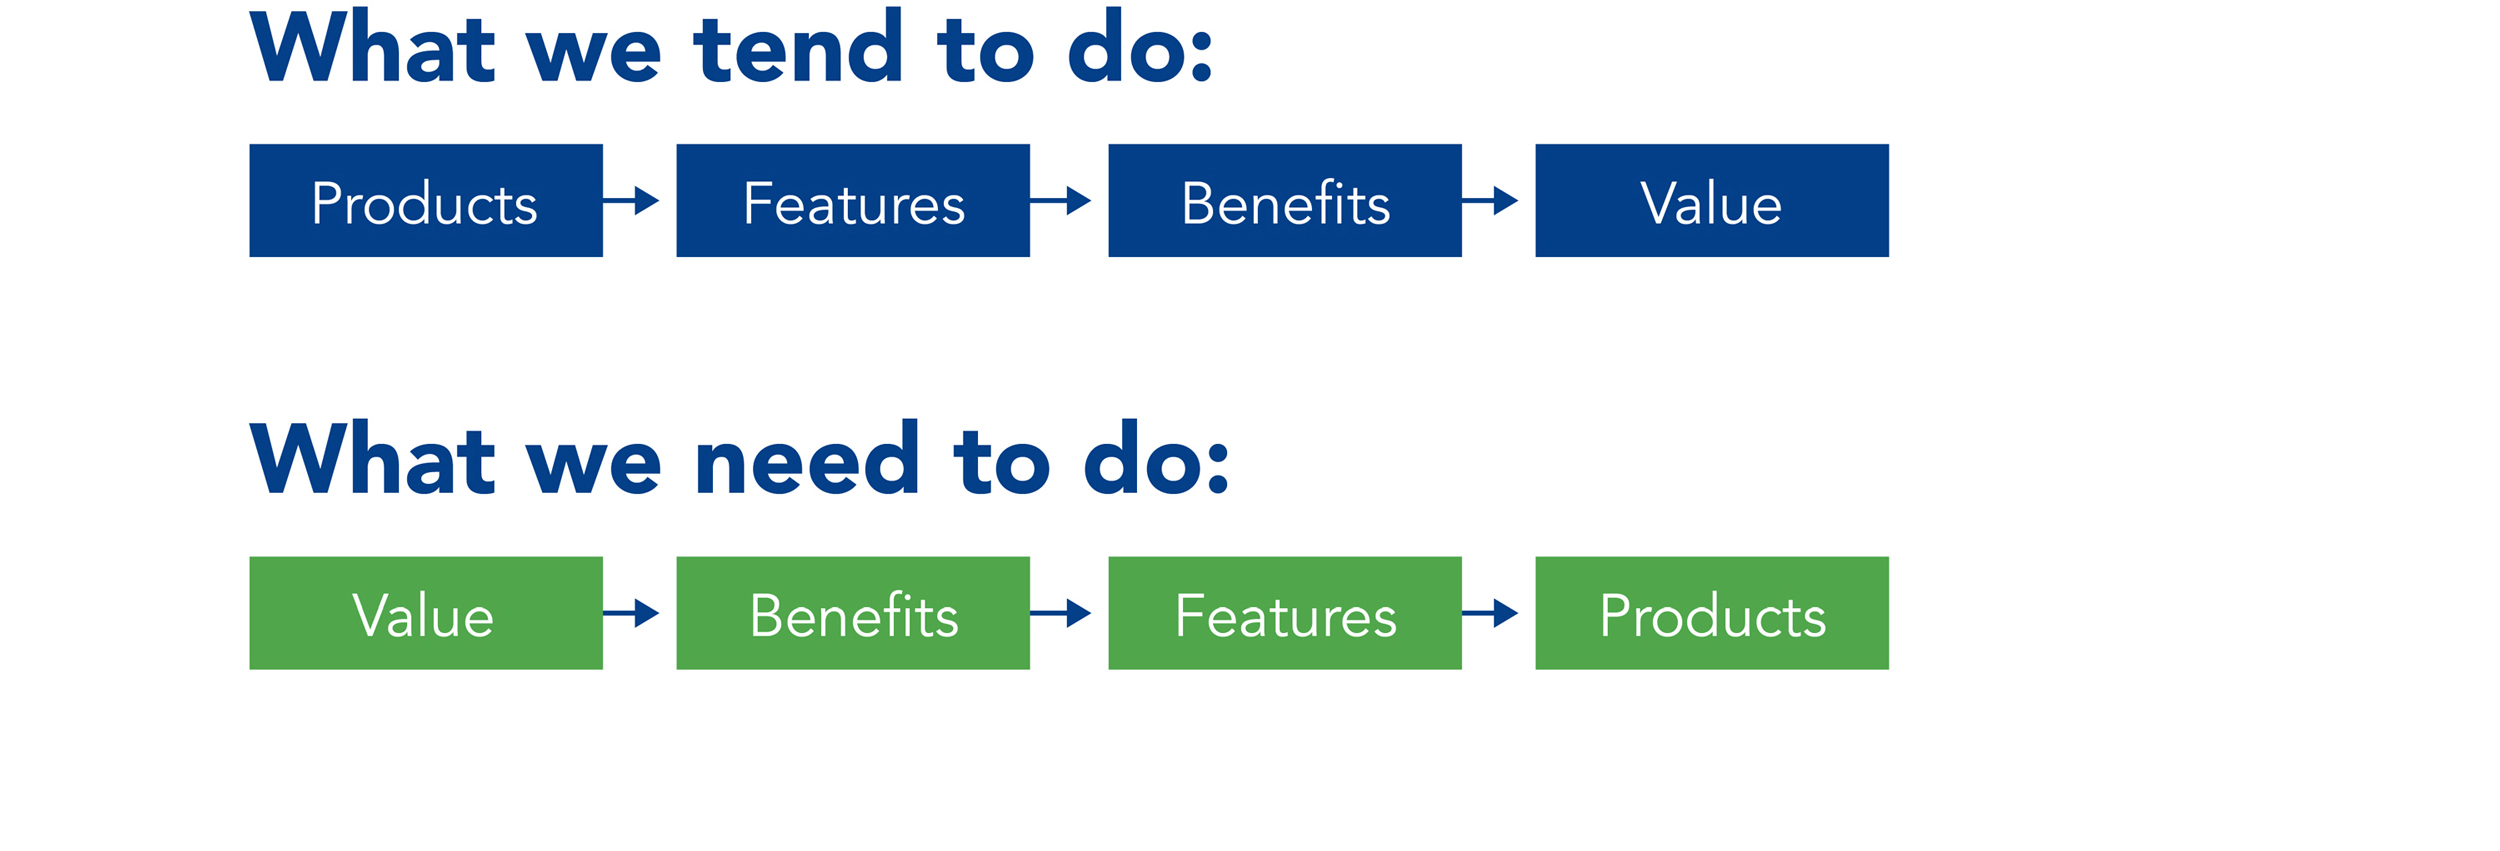 What we tend to do:
Products Features Benefits Value
What we need to do:
Value Benefits Features Products